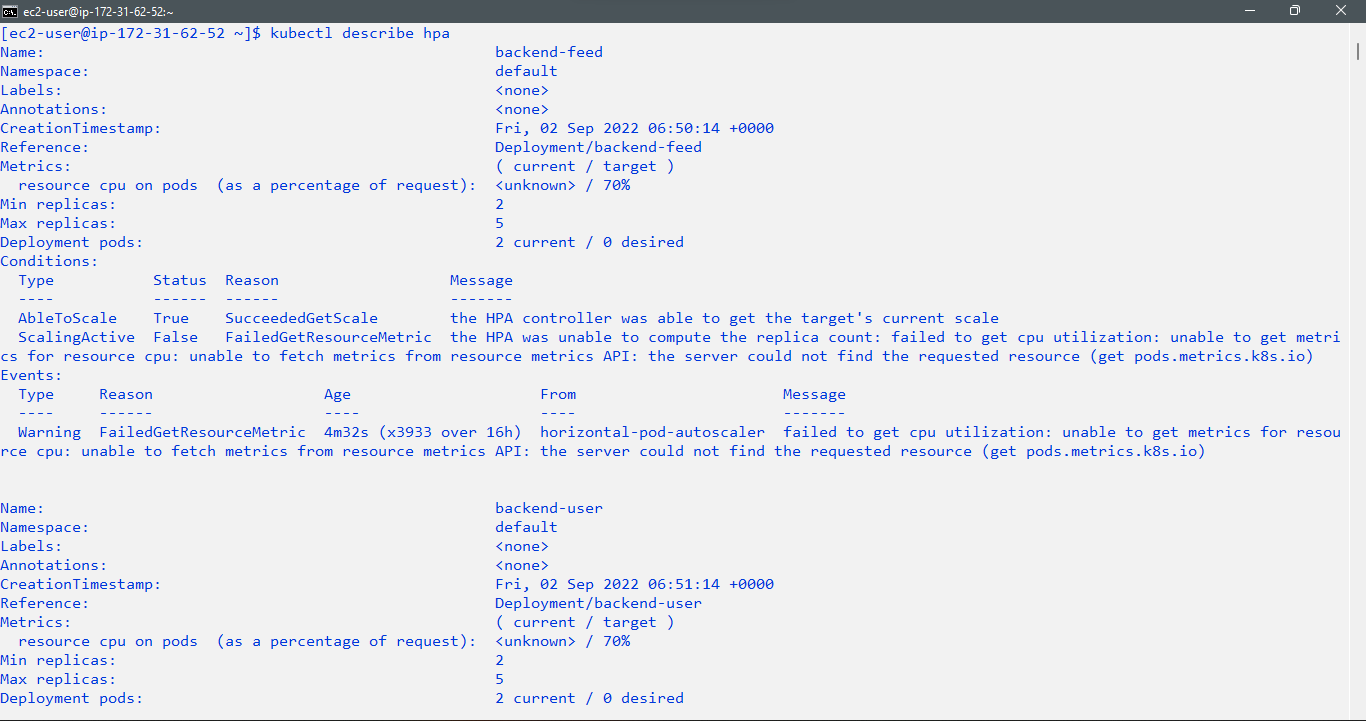 ec2-user@ip-172-31-62-52:~
[ec2-user@ip-172-31-62-52 ~]$ kubectl describe hpa
Name:                                                  backend-feed
Namespace:                                             default
Labels:                                                <none>
Annotations:                                           <none>
CreationTimestamp:                                     Fri, 02 Sep 2022 06:50:14 +0000
Reference:                                             Deployment/backend-feed
Metrics:                                               ( current / target )
  resource cpu on pods  (as a percentage of request):  <unknown> / 70%
Min replicas:                                          2
Max replicas:                                          5
Deployment pods:                                       2 current / 0 desired
Conditions:
  Type           Status  Reason                   Message
  ----           ------  ------                   -------
  AbleToScale    True    SucceededGetScale        the HPA controller was able to get the target's current scale
  ScalingActive  False   FailedGetResourceMetric  the HPA was unable to compute the replica count: failed to get cpu utilization: unable to get metri
cs for resource cpu: unable to fetch metrics from resource metrics API: the server could not find the requested resource (get pods.metrics.k8s.io)
Events:
  Type     Reason                   Age                     From                       Message
  ----     ------                   ----                    ----                       -------
  Warning  FailedGetResourceMetric  4m32s (x3933 over 16h)  horizontal-pod-autoscaler  failed to get cpu utilization: unable to get metrics for resou
rce cpu: unable to fetch metrics from resource metrics API: the server could not find the requested resource (get pods.metrics.k8s.io)
Name:                                                  backend-user
Namespace:                                             default
Labels:                                                <none>
Annotations:                                           <none>
CreationTimestamp:                                     Fri, 02 Sep 2022 06:51:14 +0000
Reference:                                             Deployment/backend-user
Metrics:                                               ( current / target )
  resource cpu on pods  (as a percentage of request):  <unknown> / 70%
Min replicas:                                          2
Max replicas:                                          5
Deployment pods:                                       2 current / 0 desired